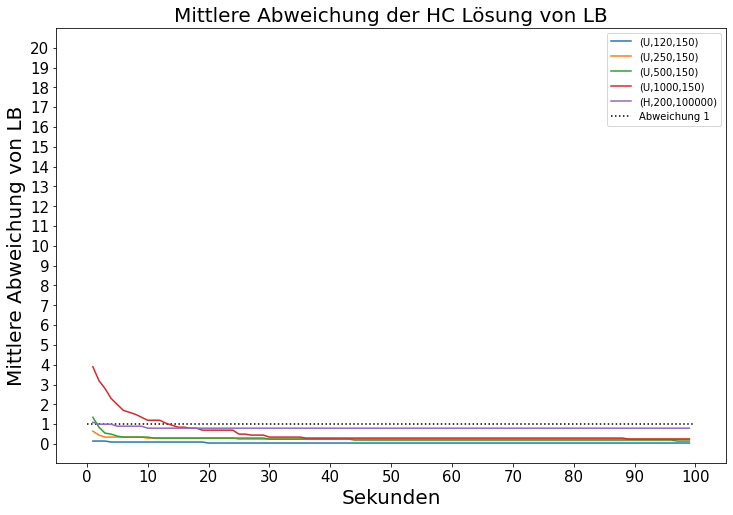 Mittlere Abweichung der HC Lösung von LB
Mittlere Abweichung von LB
20
19
18
17
16
15
14
13
12
11
10
9
8
7
6
5
4
3
2
1
0
(U,120,150)
(U,250,150)
(U,500,150)
(U,1000,150)
(H,200,100000)
Abweichung 1
0 10 20 30 40 50 60 70 80 90 100
Sekunden